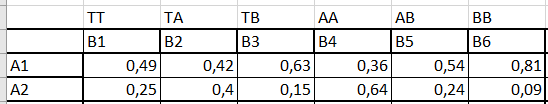 TT TA TB AA AB BB
B1 B2 B3 B4 B5 B6
A1 0,49 0,42 0,63 0,36 0,54 0,81
A2 0,25 0,4 0,15 0,64 0,24 0,09